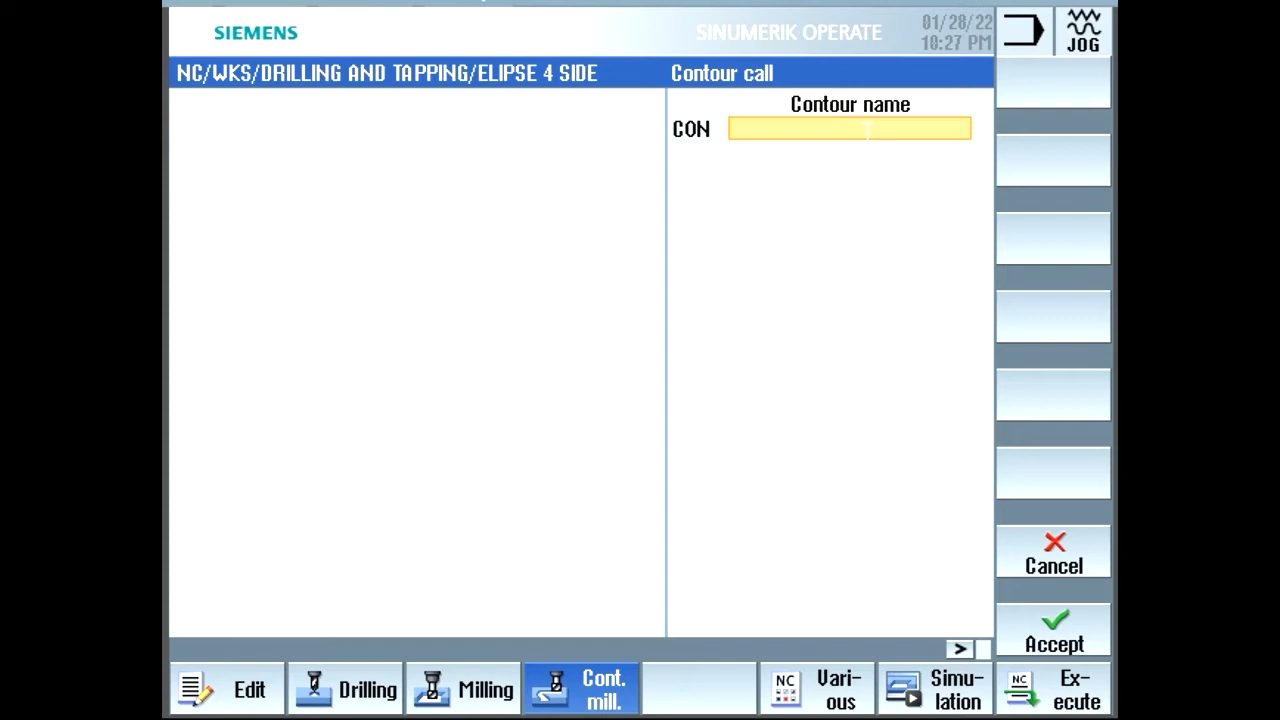 SIEMENS
SINUMERIK OPERATE
01/28/22
10:27 PM
JOG
NC/WKS/DRILLING AND TAPPING/ELIPSE 4 SIDE
Contour call
Contour name
CON
Cancel
Accept
>
Edit
Drilling
Milling
Cont.
mill.
NC
Vari-
ous
Simu-
lation
NC
Ex-
ecute